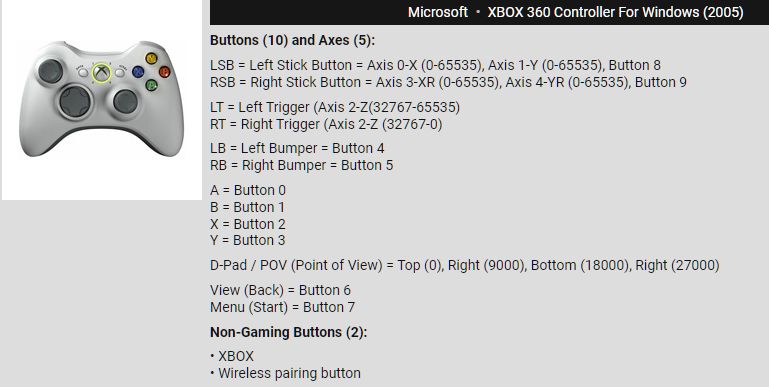 Microsoft • XBOX 360 Controller For Windows (2005)
Buttons (10) and Axes (5):
LSB = Left Stick Button = Axis 0-X (0-65535), Axis 1-Y (0-65535), Button 8
RSB = Right Stick Button = Axis 3-XR (0-65535), Axis 4-YR (0-65535), Button 9
LT = Left Trigger (Axis 2-Z(32767-65535)
RT = Right Trigger (Axis 2-Z (32767-0)
LB = Left Bumper = Button 4
RB = Right Bumper = Button 5
A = Button 0
B = Button 1
X = Button 2
Y = Button 3
D-Pad / POV (Point of View) = Top (0), Right (9000), Bottom (18000), Right (27000)
View (Back) = Button 6
Menu (Start) = Button 7
Non-Gaming Buttons (2):
• XBOX
• Wireless pairing button